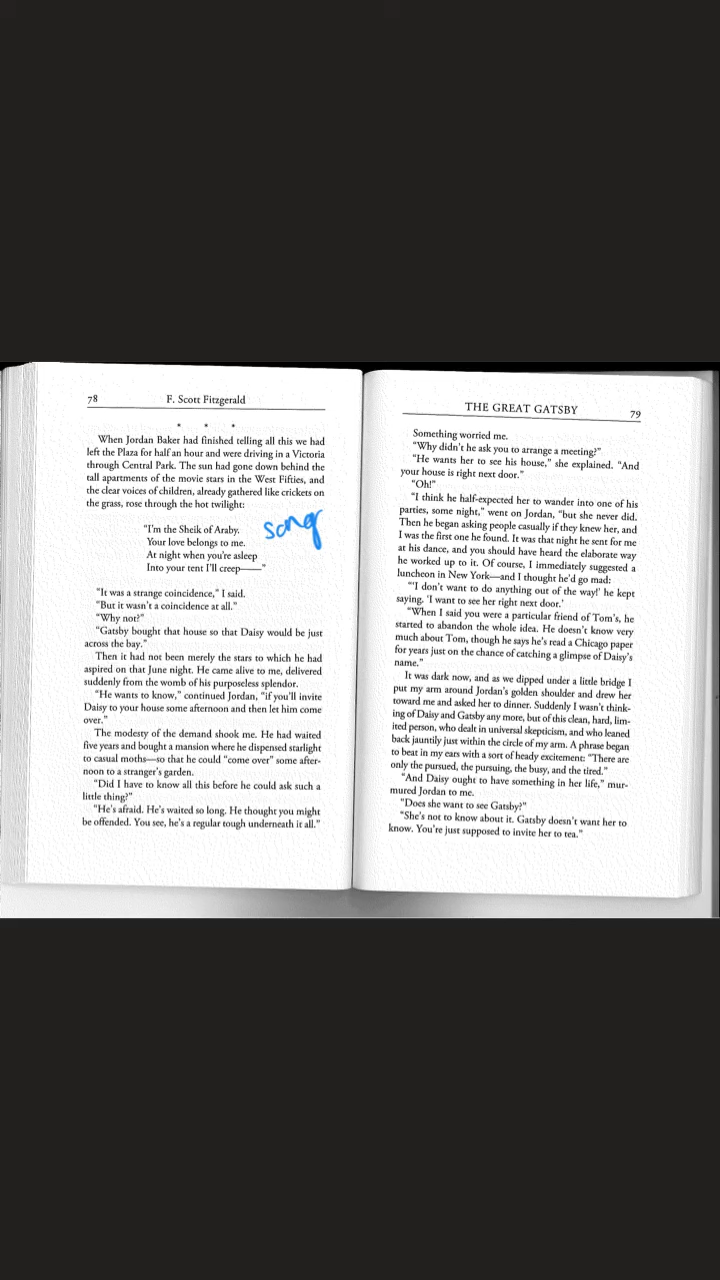 78 F. Scott Fitzgerald
* * *
When Jordan Baker had finished telling all this we had
left the Plaza for half an hour and were driving in a Victoria
through Central Park. The sun had gone down behind the
tall apartments of the movie stars in the West Fifties, and
the clear voices of children, already gathered like crickets on
the grass, rose through the hot twilight:
"I'm the Sheik of Araby.
Your love belongs to me.
At night when you're asleep
Into your tent I'll creep——"
song
"It was a strange coincidence," I said.
"But it wasn't a coincidence at all."
"Why not?"
"Gatsby bought that house so that Daisy would be just
across the bay."
Then it had not been merely the stars to which he had
aspired on that June night. He came alive to me, delivered
suddenly from the womb of his purposeless splendor.
"He wants to know," continued Jordan, "if you'll invite
Daisy to your house some afternoon and then let him come
over."
The modesty of the demand shook me. He had waited
five years and bought a mansion where he dispensed starlight
to casual moths—so that he could "come over" some after-
noon to a stranger's garden.
"Did I have to know all this before he could ask such a
little thing?"
"He's afraid. He's waited so long. He thought you might
be offended. You see, he's a regular tough underneath it all."
THE GREAT GATSBY 79
Something worried me.
"Why didn't he ask you to arrange a meeting?"
"He wants her to see his house," she explained. "And
your house is right next door."
"Oh!"
"I think he half-expected her to wander into one of his
parties, some night," went on Jordan, "but she never did.
Then he began asking people casually if they knew her, and
I was the first one he found. It was that night he sent for me
at his dance, and you should have heard the elaborate way
he worked up to it. Of course, I immediately suggested a
luncheon in New York—and I thought he'd go mad:
"'I don't want to do anything out of the way!' he kept
saying. 'I want to see her right next door.'
"When I said you were a particular friend of Tom's, he
started to abandon the whole idea. He doesn't know very
much about Tom, though he says he's read a Chicago paper
for years just on the chance of catching a glimpse of Daisy's
name."
It was dark now, and as we dipped under a little bridge I
put my arm around Jordan's golden shoulder and drew her
toward me and asked her to dinner. Suddenly I wasn't think-
ing of Daisy and Gatsby any more, but of this clean, hard, lim-
ited person, who dealt in universal skepticism, and who leaned
back jauntily just within the circle of my arm. A phrase began
to beat in my ears with a sort of heady excitement: "There are
only the pursued, the pursuing, the busy, and the tired."
"And Daisy ought to have something in her life," mur-
mured Jordan to me.
"Does she want to see Gatsby?"
"She's not to know about it. Gatsby doesn't want her to
know. You're just supposed to invite her to tea."